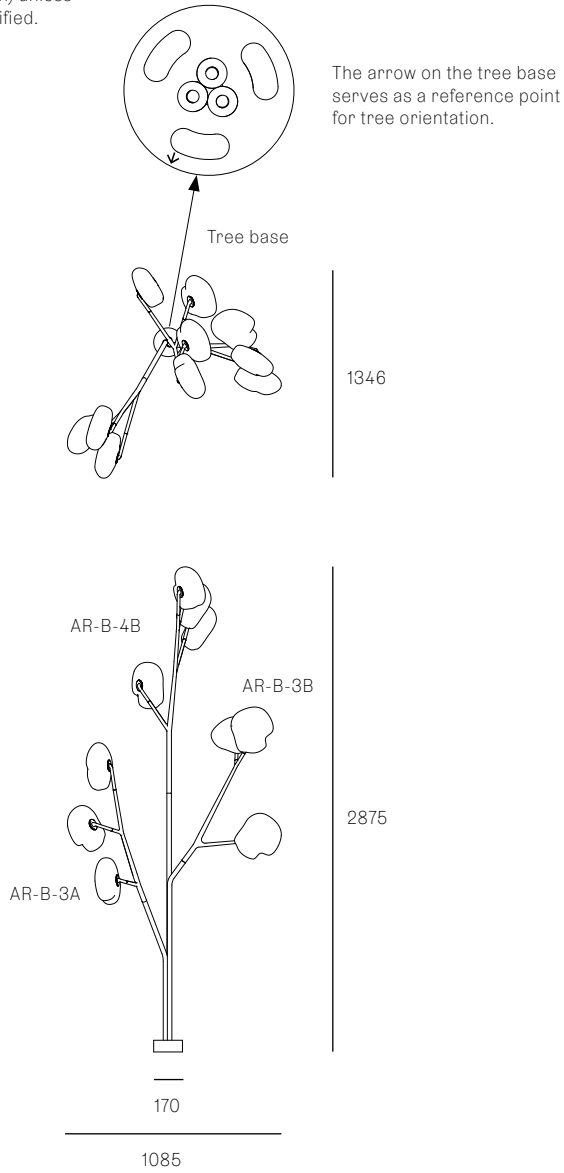 ified.
The arrow on the tree base
serves as a reference point
for tree orientation.
Tree base
1346
AR-B-4B
AR-B-3B
2875
AR-B-3A
170
1085